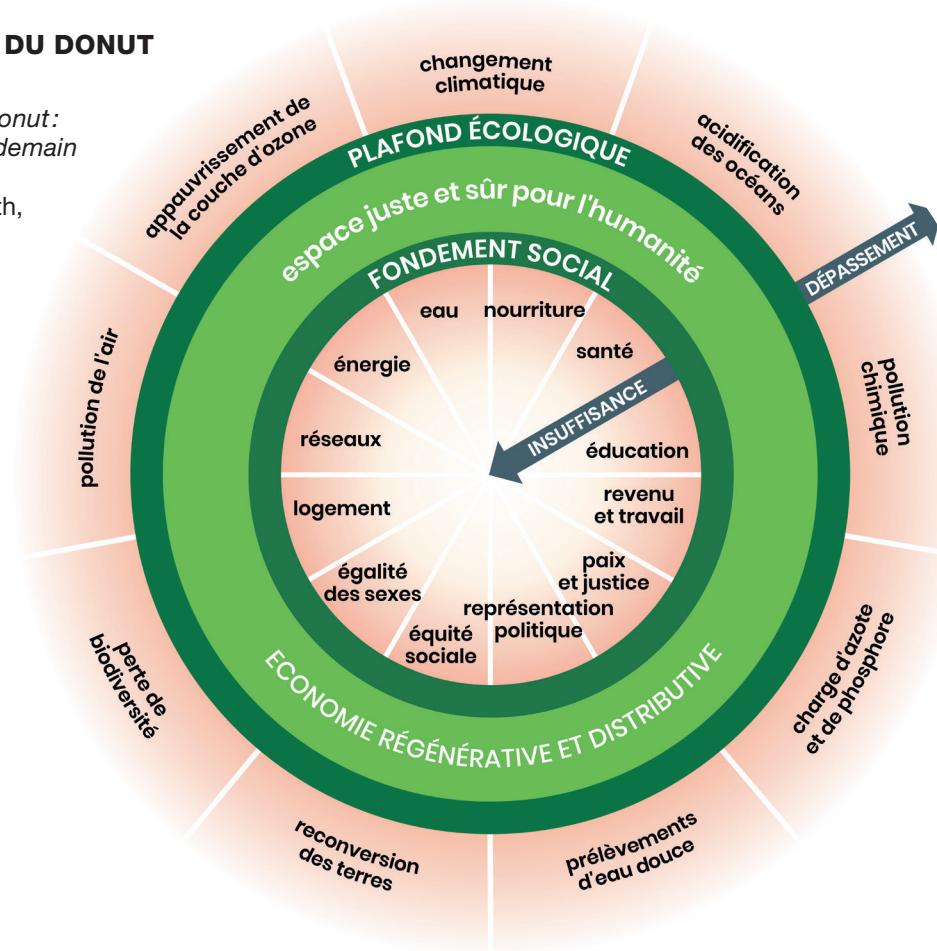 DU DONUT
onut:
demain
th,
changement
climatique
acidification
des océans
DÉPASSEMENT
pollution
chimique
charge d'azote
et de phosphore
prélèvements
d'eau douce
reconversion
des terres
perte de
biodiversité
pollution de l'air
appauvrissement de
la couche d'ozone
PLAFOND ÉCOLOGIQUE
espace juste et sûr pour l'humanité
FONDEMENT SOCIAL
eau
nourriture
santé
INSUFFISANCE
éducation
revenu
et travail
paix
et justice
représentation
politique
équité
sociale
égalité
des sexes
logement
réseaux
énergie
ECONOMIE RÉGÉNÉRATIVE ET DISTRIBUTIVE